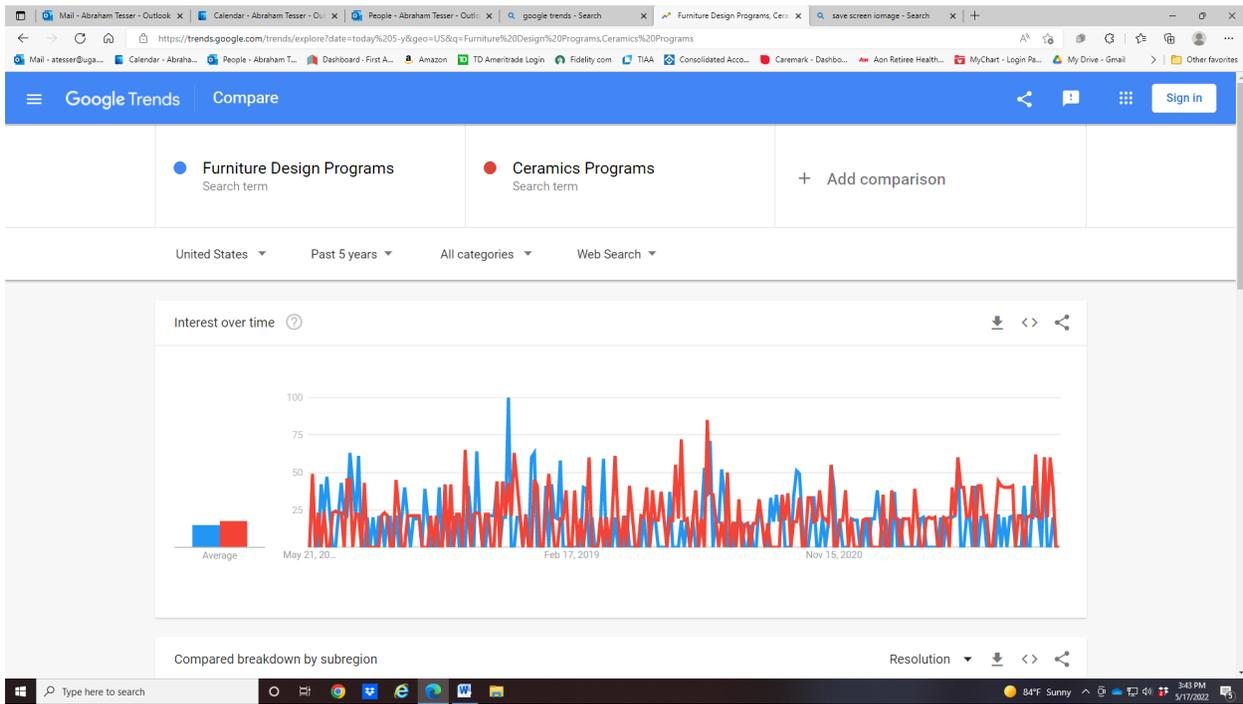 Mail - Abraham Tesser - Outlook
Calendar - Abraham Tesser - Ou
People - Abraham Tesser - Outlo
google trends - Search
Furniture Design Programs, Cera
save screen iomage - Search
https://trends.google.com/trends/explore?date=today%205-y&geo=US&q=Furniture%20Design%20Programs,Ceramics%20Programs
Mail - atesser@uga....
Calendar - Abraha...
People - Abraham T...
Dashboard - First A...
Amazon
TD Ameritrade Login
Fidelity com
TIAA
Consolidated Acco...
Caremark - Dashbo...
Aon Retiree Health...
MyChart - Login Pa...
My Drive - Gmail
Other favorites
Google Trends
Compare
Sign in
Furniture Design Programs
Search term
Ceramics Programs
Search term
+ Add comparison
United States
Past 5 years
All categories
Web Search
Interest over time
100
75
50
25
Average
May 21, 20...
Feb 17, 2019
Nov 15, 2020
Compared breakdown by subregion
Resolution
Type here to search
84°F Sunny
3:43 PM
5/17/2022